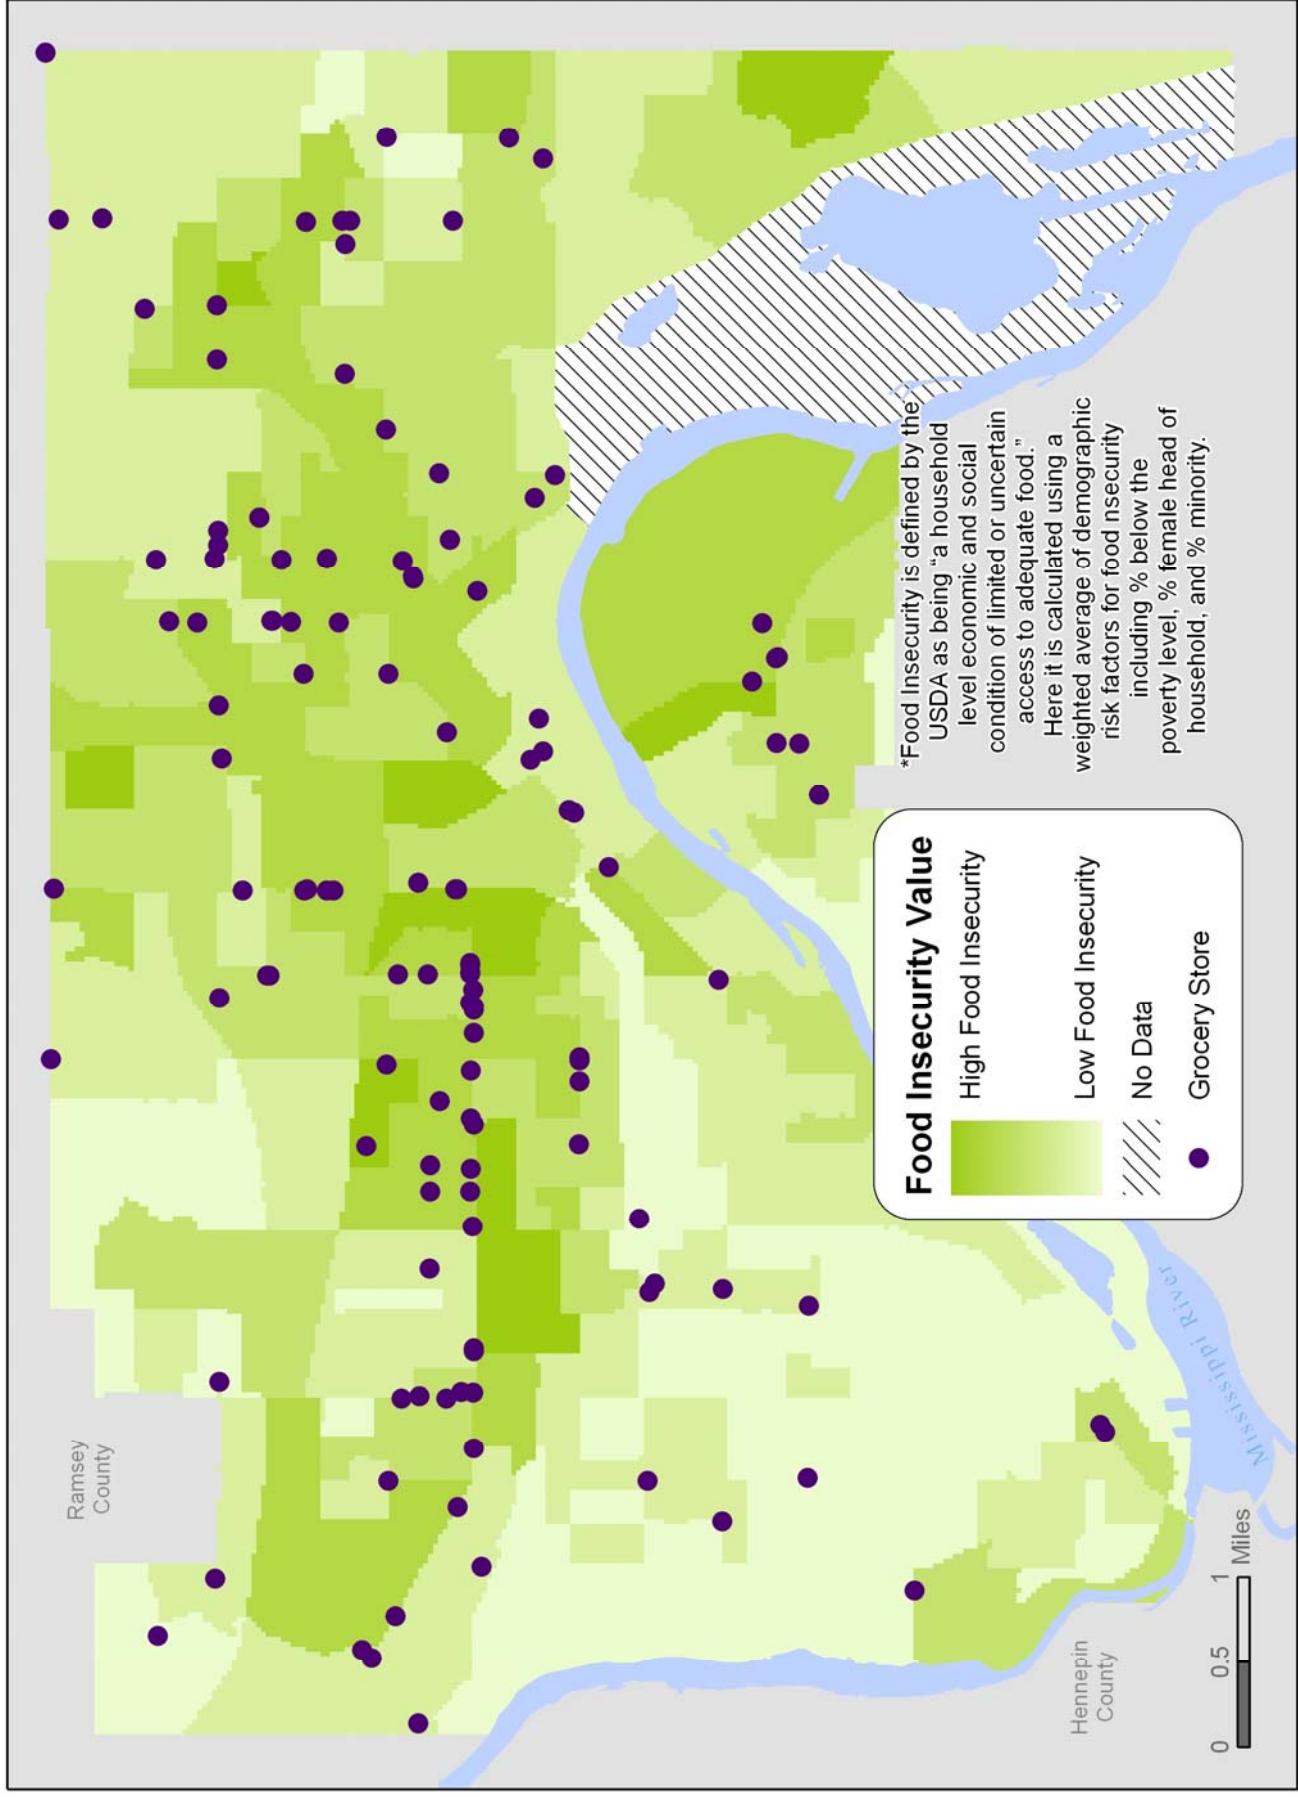 Ramsey
County
*Food Insecurity is defined by the
USDA as being “a household
level economic and social
condition of limited or uncertain
access to adequate food.”
Here it is calculated using a
weighted average of demographic
risk factors for food nsecurity
including % below the
poverty level, % female head of
household, and % minority.
Food Insecurity Value
High Food Insecurity
Low Food Insecurity
No Data
Grocery Store
Mississippi River
Hennepin
County
0 0.5 1
Miles